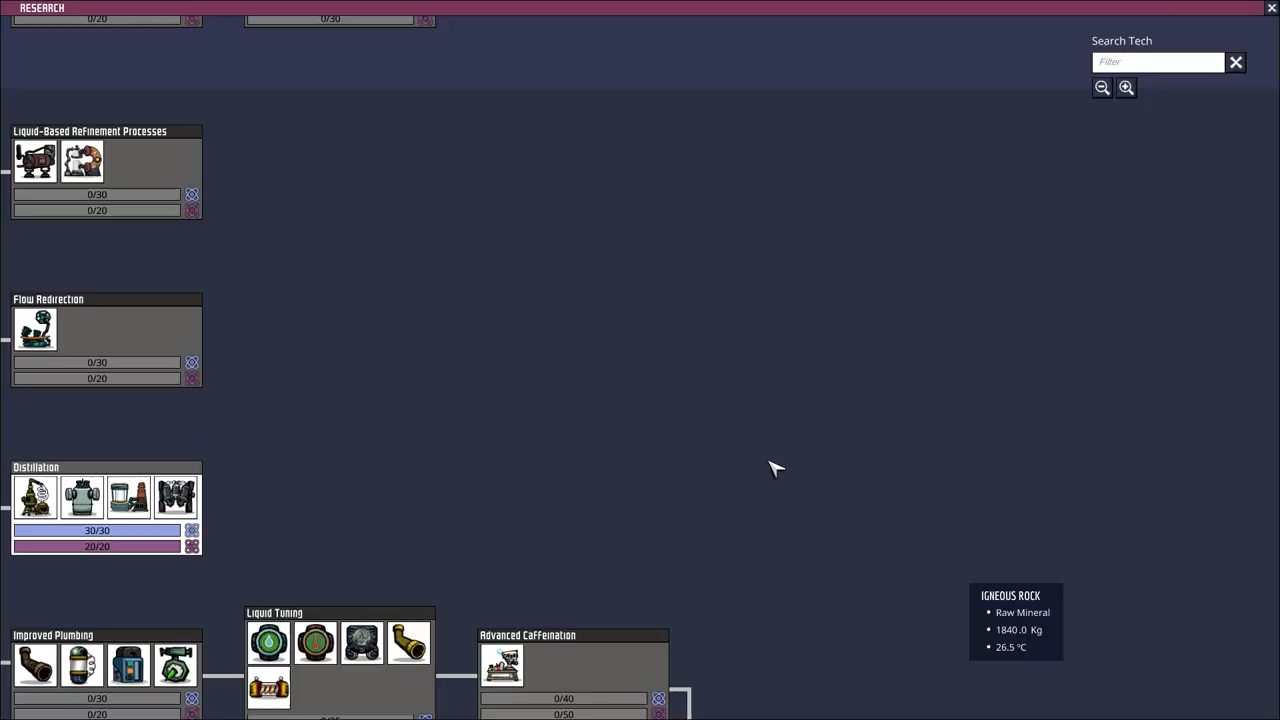 RESEARCH
0/20
0/30
Search Tech
Filter
Liquid-Based Refinement Processes
0/30
0/20
Flow Redirection
0/30
0/20
Distillation
30/30
20/20
IGNEOUS ROCK
• Raw Mineral
• 1840.0 Kg
• 26.5 ºC
Improved Plumbing
0/30
0/20
Liquid Tuning
Advanced Caffeination
0/40
0/50